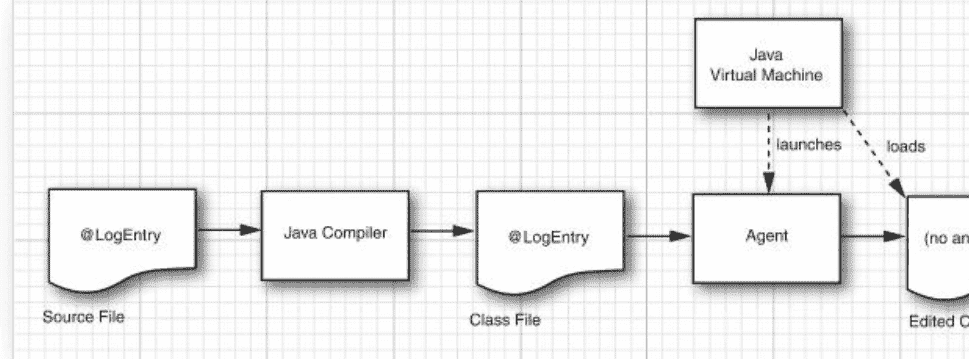 Java
Virtual Machine
launches
loads
@LogEntry
Java Compiler
@LogEntry
Agent
(no an
Source File
Class File
Edited C